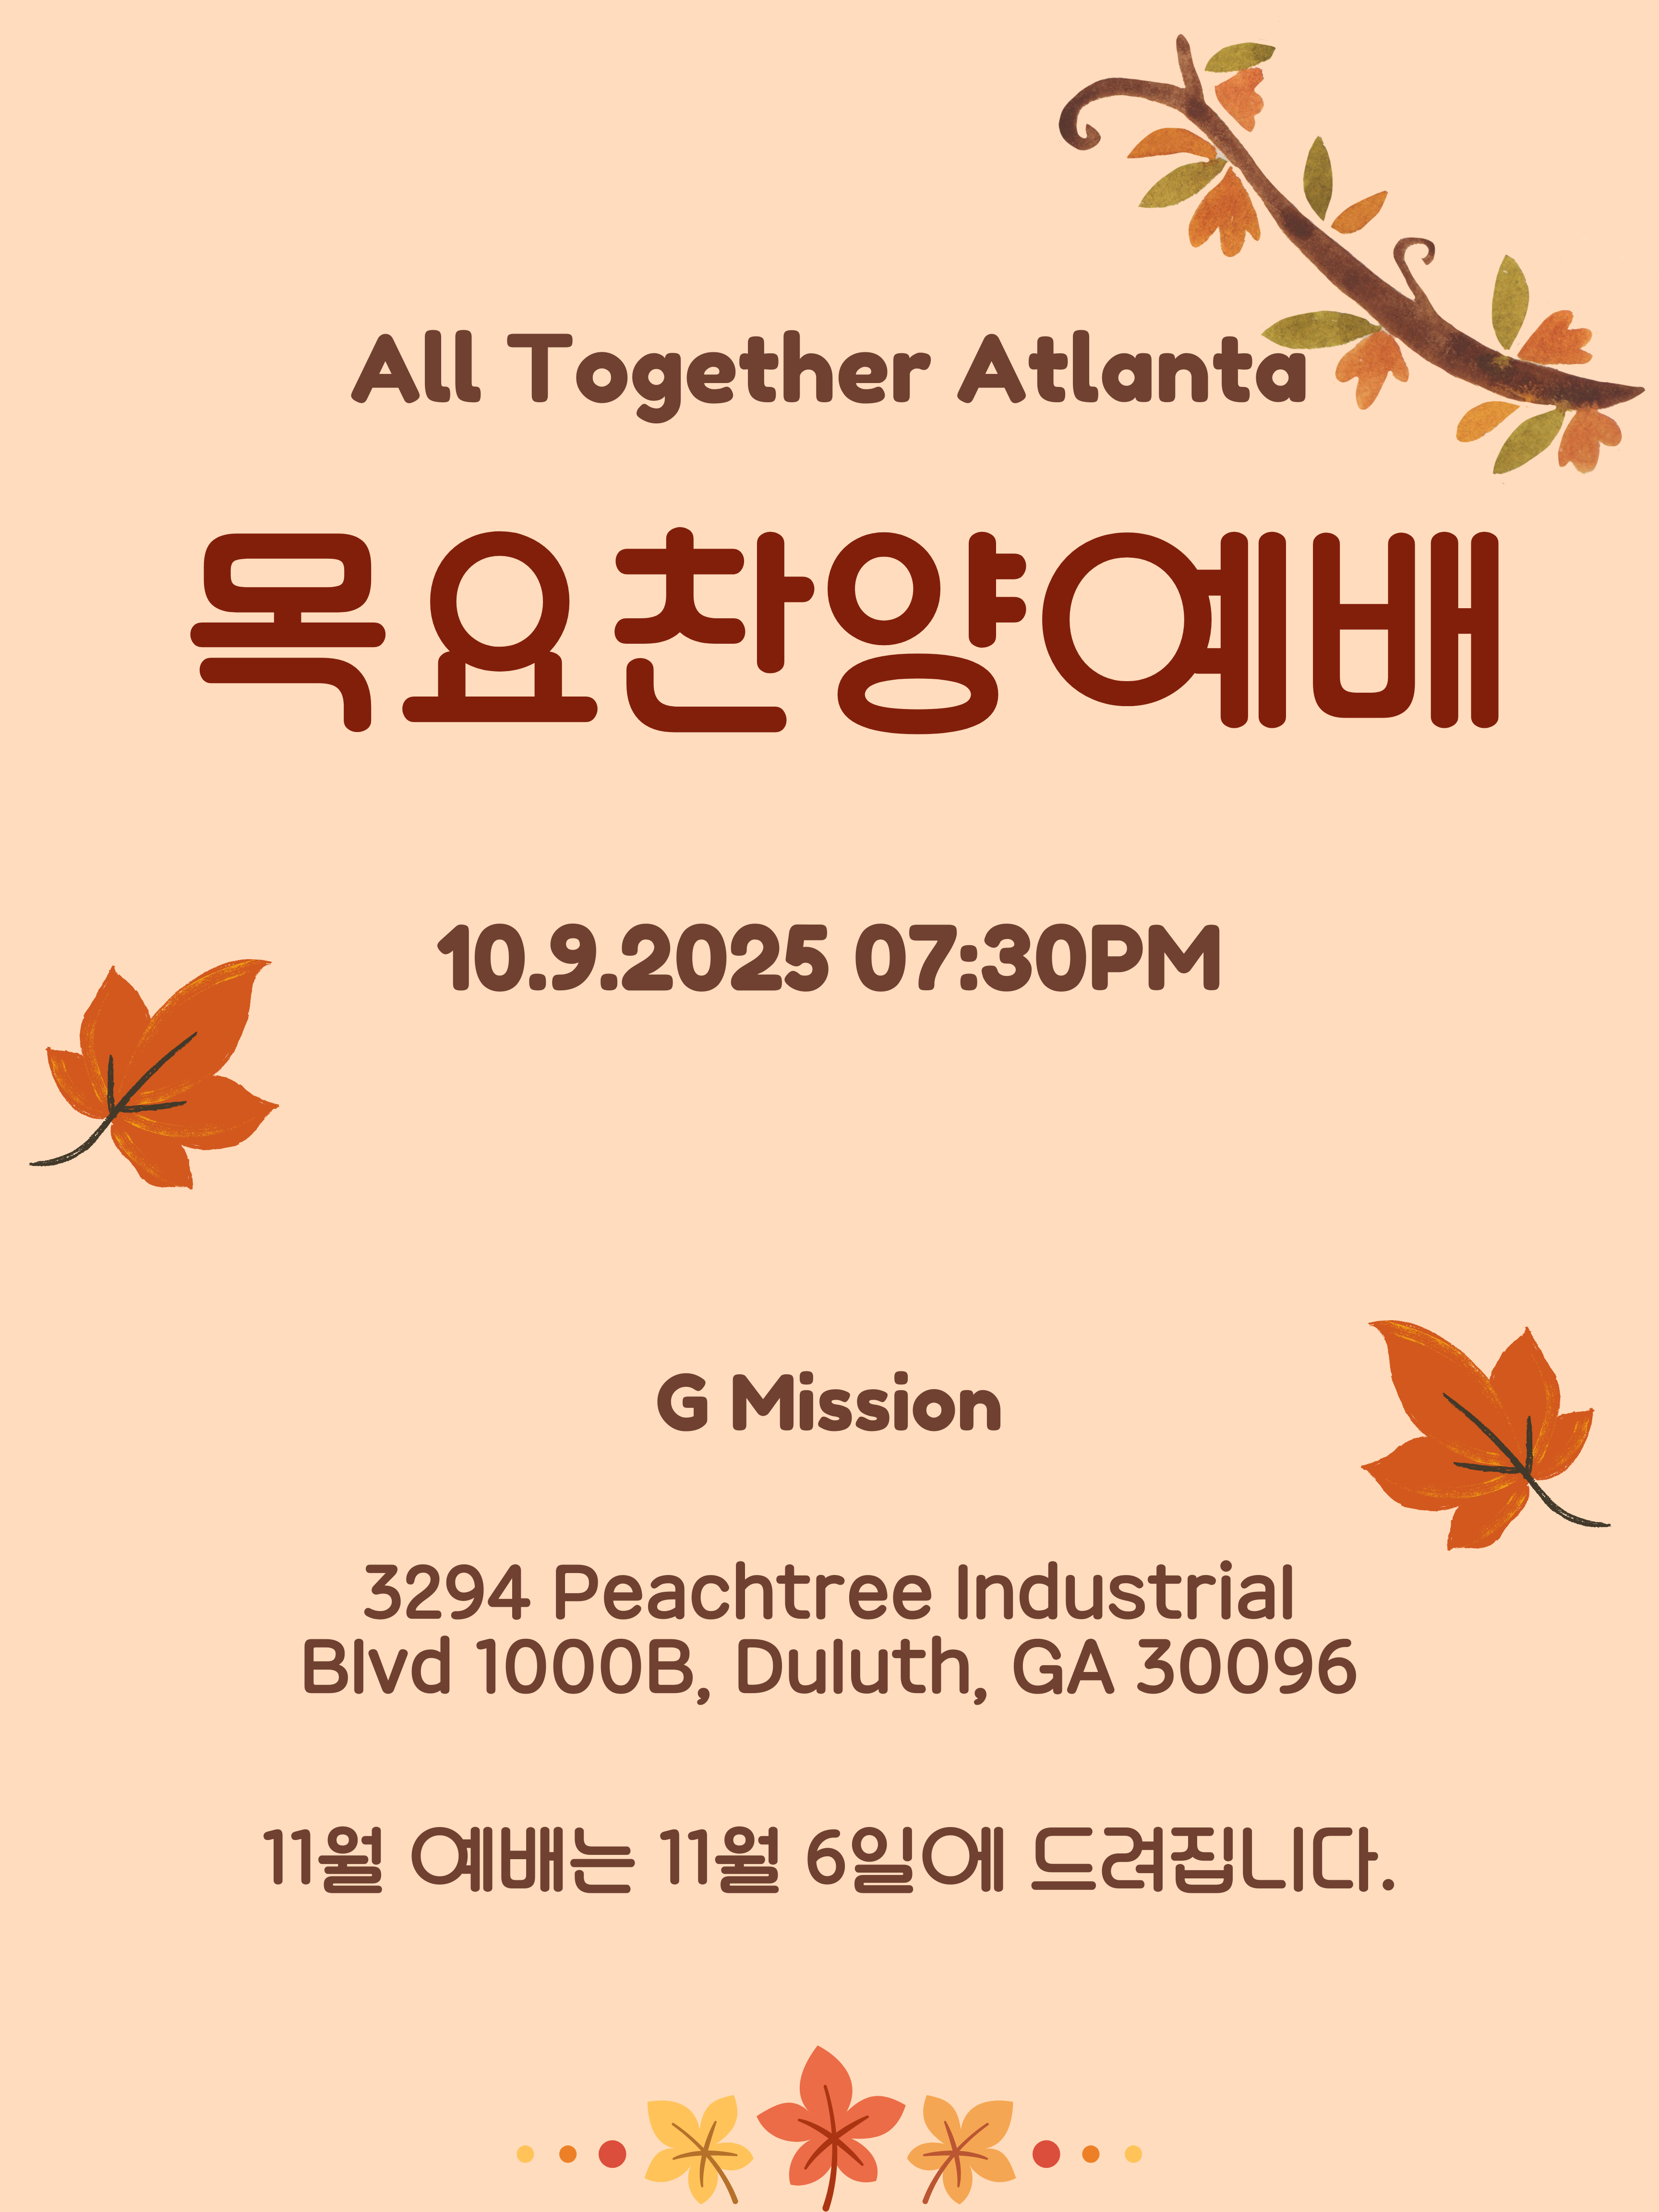 All Together Atlanta
목요찬양예배
10.9.2025 07:30PM
G Mission
3294 Peachtree Industrial
Blvd 1000B, Duluth, GA 30096
11월 예배는 11월 6일에 드려집니다.